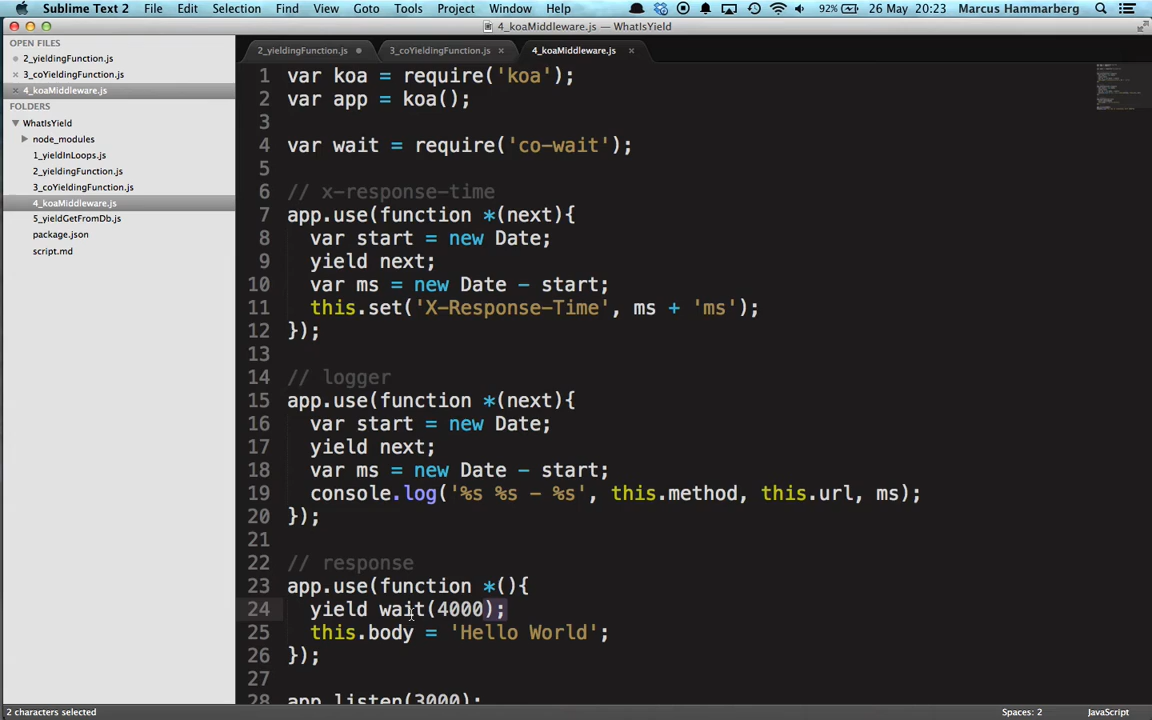 Sublime Text 2 File Edit Selection Find View Goto Tools Project Window Help 92% 26 May 20:23 Marcus Hammarberg
4_koaMiddleware.js — WhatIsYield
OPEN FILES
2_yieldingFunction.js
3_coYieldingFunction.js
4_koaMiddleware.js
FOLDERS
WhatIsYield
node_modules
1_yieldInLoops.js
2_yieldingFunction.js
3_coYieldingFunction.js
4_koaMiddleware.js
5_yieldGetFromDb.js
package.json
script.md
2_yieldingFunction.js 3_coYieldingFunction.js 4_koaMiddleware.js
1 var koa = require('koa');
2 var app = koa();
3
4 var wait = require('co-wait');
5
6 // x-response-time
7 app.use(function *(next){
8 var start = new Date;
9 yield next;
10 var ms = new Date - start;
11 this.set('X-Response-Time', ms + 'ms');
12 });
13
14 // logger
15 app.use(function *(next){
16 var start = new Date;
17 yield next;
18 var ms = new Date - start;
19 console.log('%s %s - %s', this.method, this.url, ms);
20 });
21
22 // response
23 app.use(function *(){
24 yield wait(4000);
25 this.body = 'Hello World';
26 });
27
28 app.listen(3000);
2 characters selected Spaces: 2 JavaScript